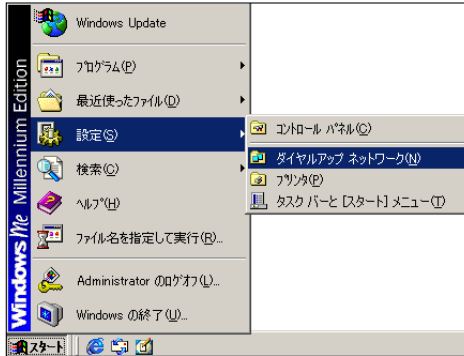 Windows Update
プログラム(P)
最近使ったファイル(D)
設定(S)
検索(C)
ヘルプ(H)
ファイル名を指定して実行(R)...
Administrator のログオフ(L)...
Windows の終了(U)...
コントロール パネル(C)
ダイヤルアップ ネットワーク(N)
プリンタ(P)
タスク バーと [スタート] メニュー(T)
Windows Me Millennium Edition
スタート